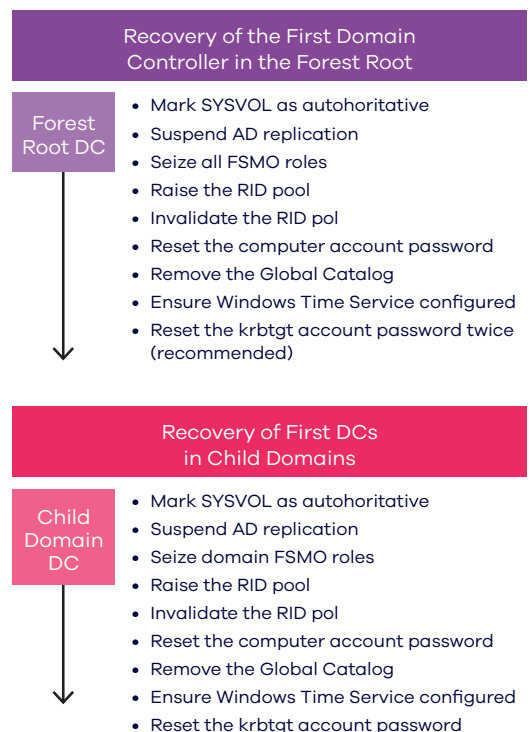 Recovery of the First Domain
Controller in the Forest Root
Forest
Root DC
• Mark SYSVOL as autohoritative
• Suspend AD replication
• Seize all FSMO roles
• Raise the RID pool
• Invalidate the RID pol
• Reset the computer account password
• Remove the Global Catalog
• Ensure Windows Time Service configured
• Reset the krbtgt account password twice
(recommended)
Recovery of First DCs
in Child Domains
Child
Domain
DC
• Mark SYSVOL as autohoritative
• Suspend AD replication
• Seize domain FSMO roles
• Raise the RID pool
• Invalidate the RID pol
• Reset the computer account password
• Remove the Global Catalog
• Ensure Windows Time Service configured
• Reset the krbtgt account password